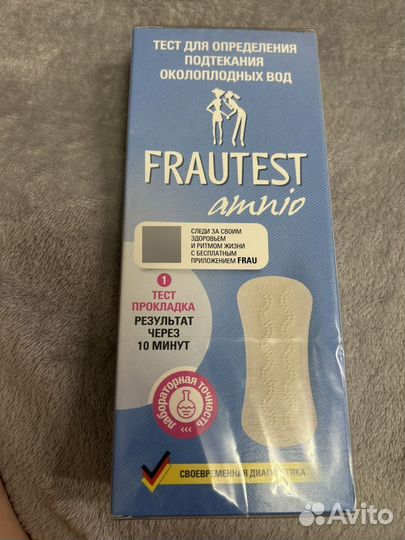 ТЕСТ ДЛЯ ОПРЕДЕЛЕНИЯ
ПОДТЕКАНИЯ
ОКОЛОПЛОДНЫХ ВОД
FRAUTEST
amnio
СЛЕДИ ЗА СВОИМ
ЗДОРОВЬЕМ
И РИТМОМ ЖИЗНИ
С БЕСПЛАТНЫМ
ПРИЛОЖЕНИЕМ FRAU
1
ТЕСТ
ПРОКЛАДКА
РЕЗУЛЬТАТ
ЧЕРЕЗ
10 МИНУТ
лабораторная точность
<<<
СВОЕВРЕМЕННАЯ ДИАГНОСТИКА
Avito